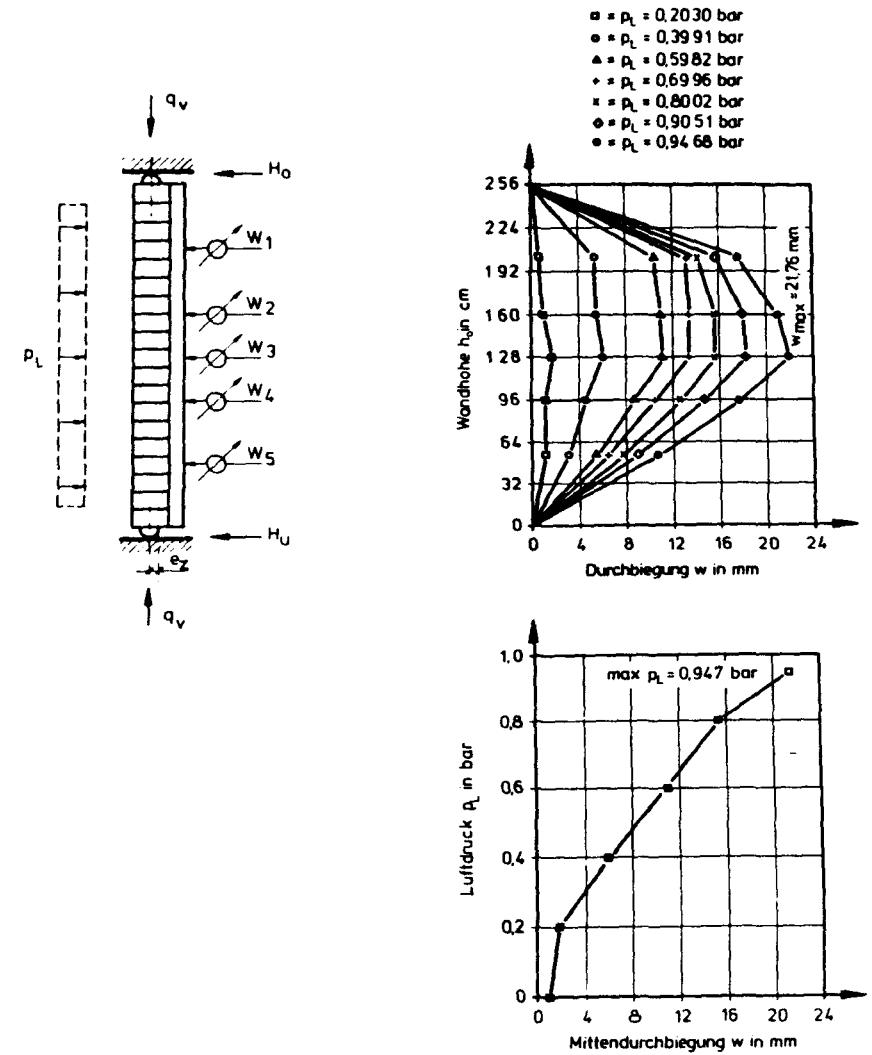 q_v
H_o
W_1
W_2
W_3
W_4
W_5
p_L
H_u
e_z
q_v
= p_L = 0,2030 bar
= p_L = 0,3991 bar
= p_L = 0,5982 bar
= p_L = 0,6996 bar
= p_L = 0,8002 bar
= p_L = 0,9051 bar
= p_L = 0,9468 bar
Wandhöhe h_o in cm
256
224
192
160
128
96
64
32
0
w_max = 21,76 mm
0 4 8 12 16 20 24
Durchbiegung w in mm
Luftdruck p_L in bar
1,0
0,8
0,6
0,4
0,2
0
max p_L = 0,947 bar
0 4 8 12 16 20 24
Mittendurchbiegung w in mm